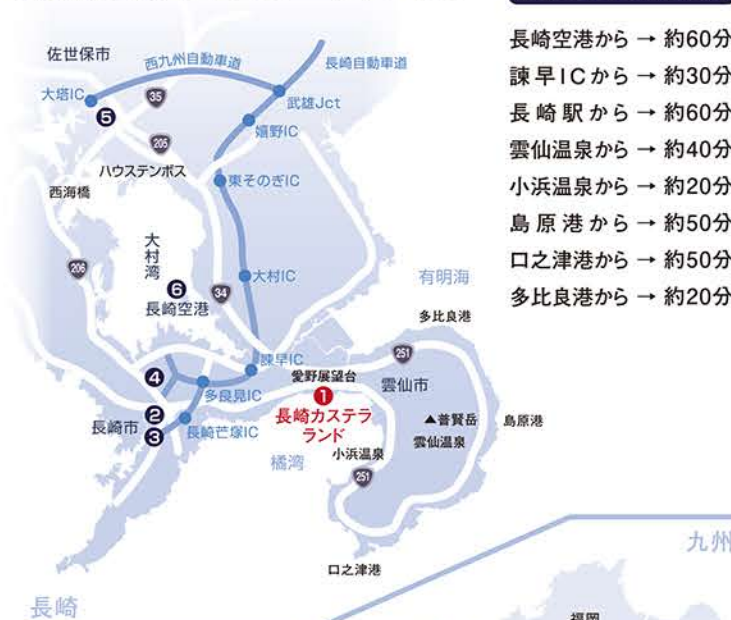 長崎空港から → 約60分
諫早ICから → 約30分
長崎駅から → 約60分
雲仙温泉から → 約40分
小浜温泉から → 約20分
島原港から → 約50分
口之津港から → 約50分
多比良港から → 約20分
佐世保市
西九州自動車道
長崎自動車道
大塔IC
35
武雄Jct
5
嬉野IC
205
ハウステンボス
東そのぎIC
西海橋
大村湾
206
大村IC
有明海
6
34
長崎空港
多比良港
251
諫早IC
愛野展望台
雲仙市
4
多良見IC
1
長崎カステラ
ランド
2
長崎市
3
長崎芒塚IC
▲普賢岳
島原港
雲仙温泉
橘湾
小浜温泉
251
口之津港
九州
長崎
福岡